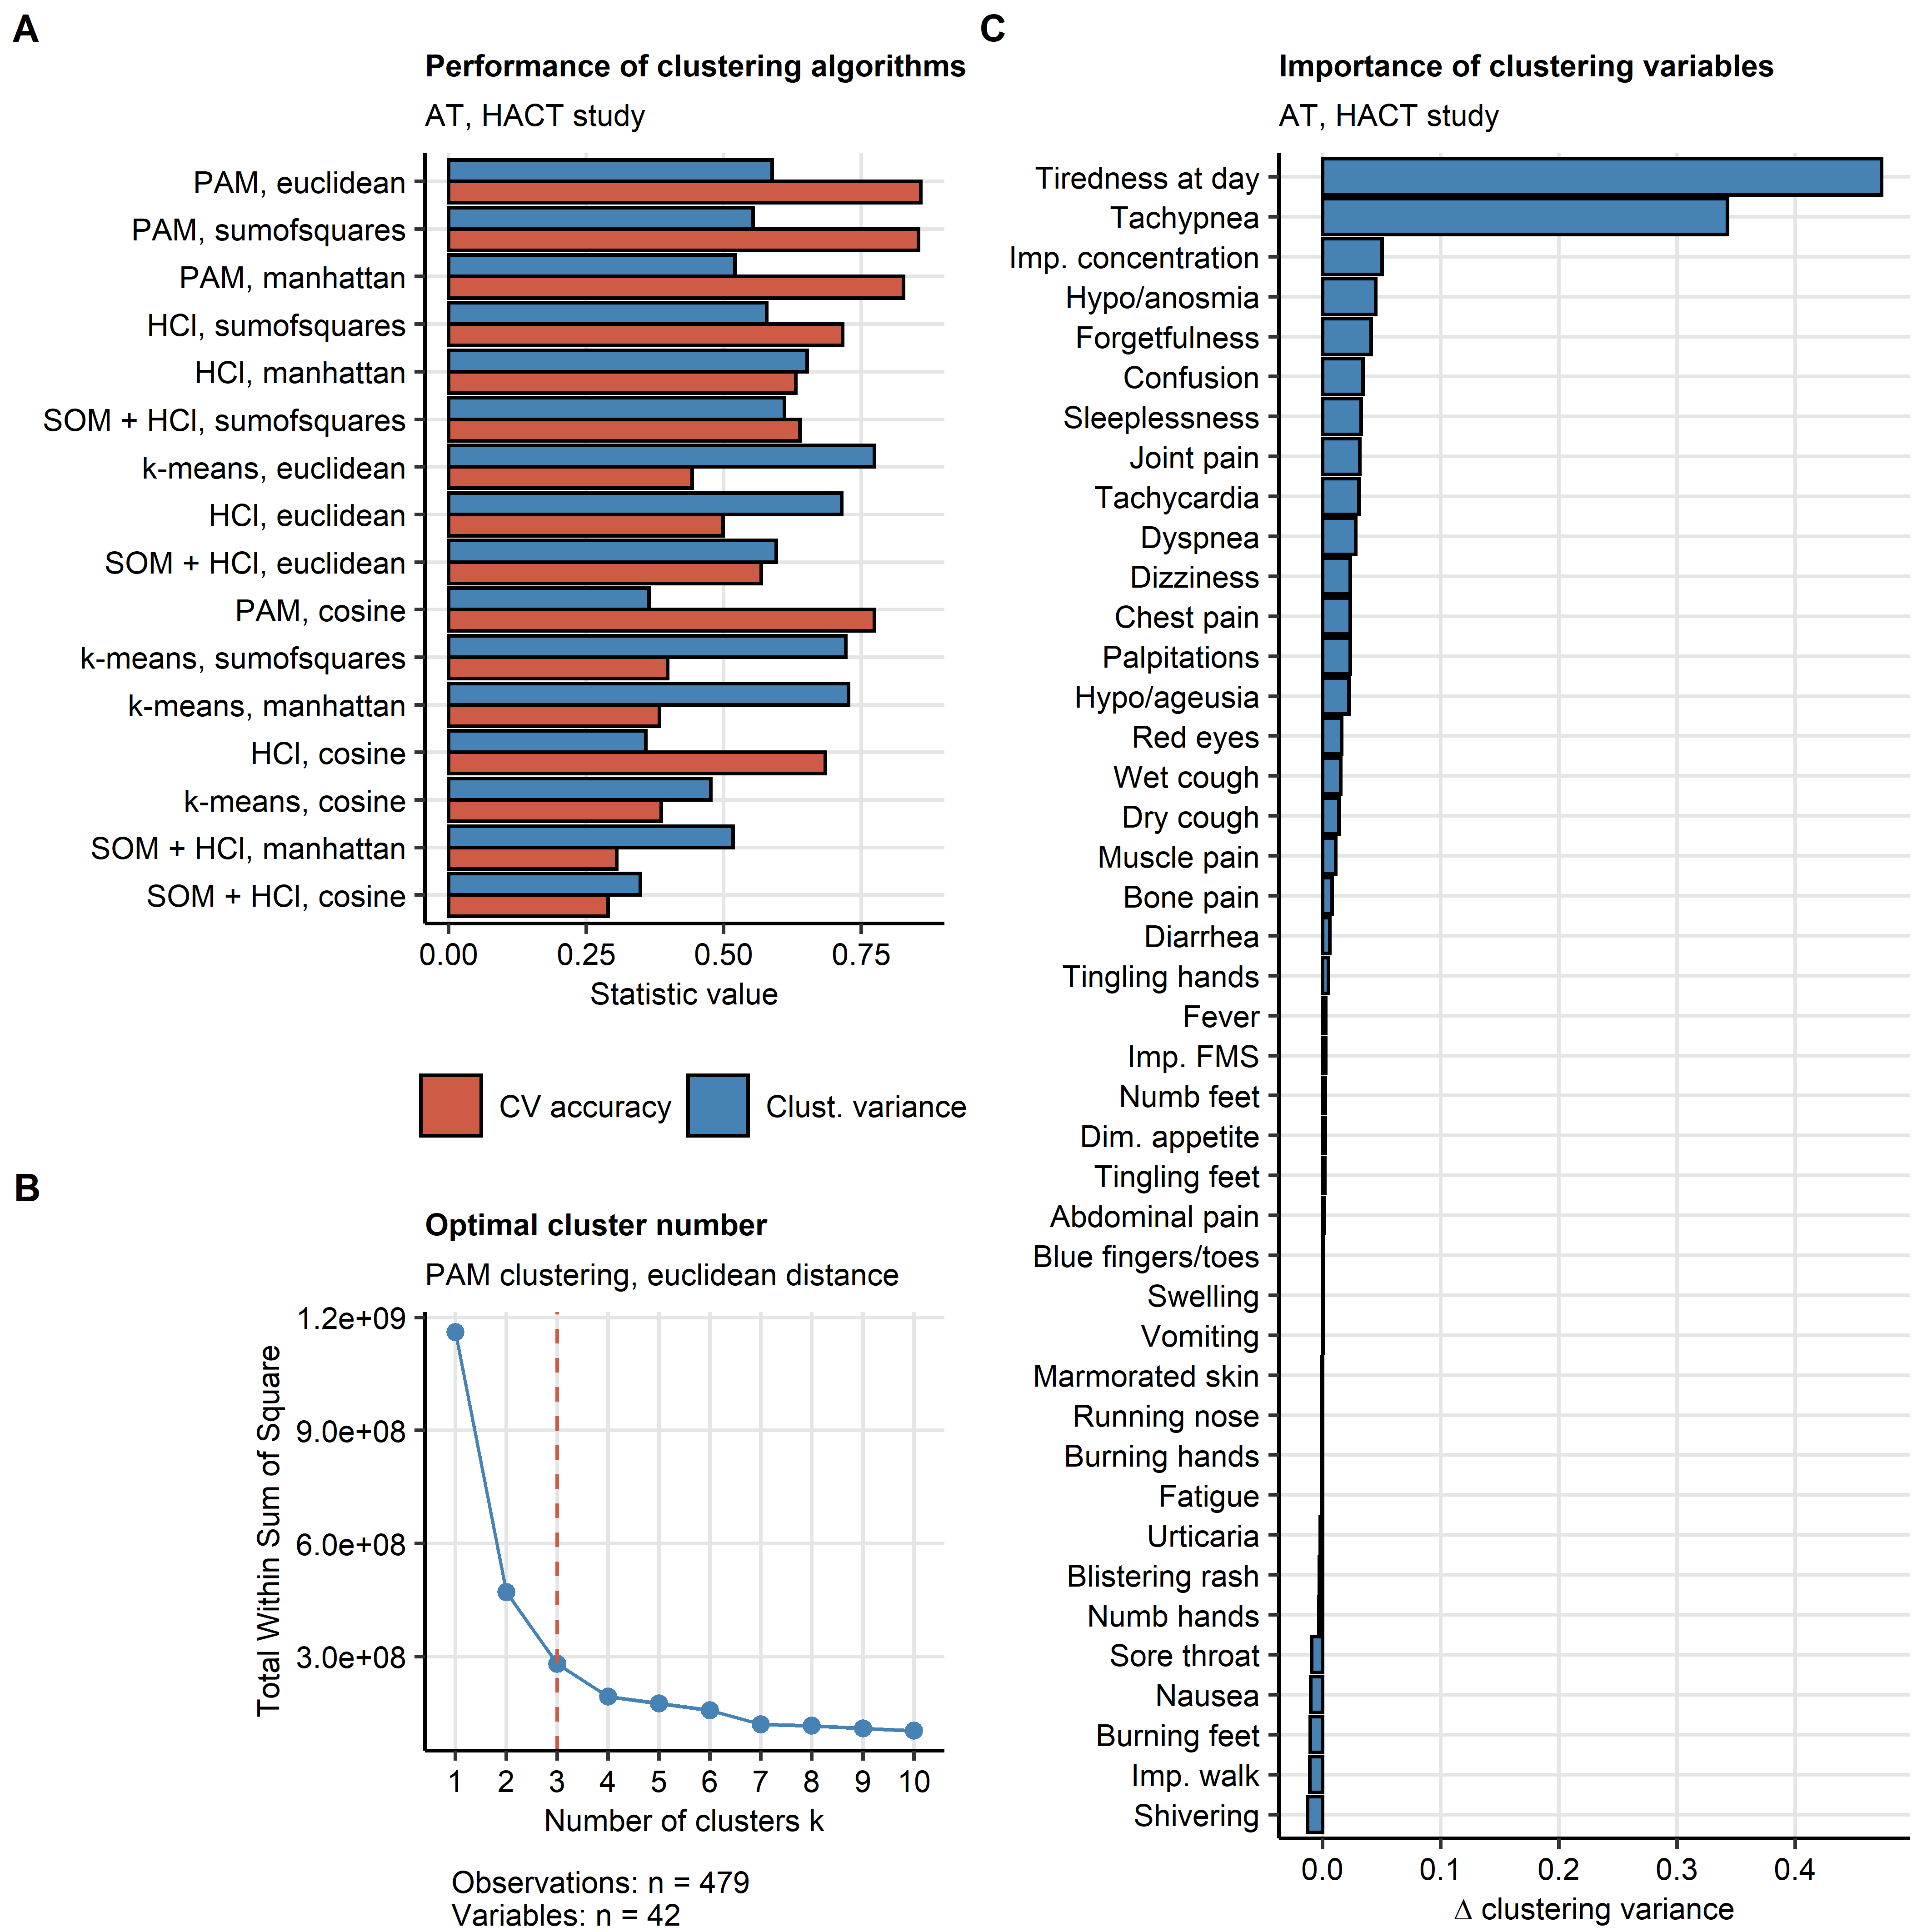 A
Performance of clustering algorithms
AT, HACT study
PAM, euclidean
PAM, sumofsquares
PAM, manhattan
HCl, sumofsquares
HCl, manhattan
SOM + HCl, sumofsquares
k-means, euclidean
HCl, euclidean
SOM + HCl, euclidean
PAM, cosine
k-means, sumofsquares
k-means, manhattan
HCl, cosine
k-means, cosine
SOM + HCl, manhattan
SOM + HCl, cosine
0.00 0.25 0.50 0.75
Statistic value
CV accuracy Clust. variance
B
Optimal cluster number
PAM clustering, euclidean distance
Total Within Sum of Square
1.2e+09
9.0e+08
6.0e+08
3.0e+08
1 2 3 4 5 6 7 8 9 10
Number of clusters k
Observations: n = 479
Variables: n = 42
C
Importance of clustering variables
AT, HACT study
Tiredness at day
Tachypnea
Imp. concentration
Hypo/anosmia
Forgetfulness
Confusion
Sleeplessness
Joint pain
Tachycardia
Dyspnea
Dizziness
Chest pain
Palpitations
Hypo/ageusia
Red eyes
Wet cough
Dry cough
Muscle pain
Bone pain
Diarrhea
Tingling hands
Fever
Imp. FMS
Numb feet
Dim. appetite
Tingling feet
Abdominal pain
Blue fingers/toes
Swelling
Vomiting
Marmorated skin
Running nose
Burning hands
Fatigue
Urticaria
Blistering rash
Numb hands
Sore throat
Nausea
Burning feet
Imp. walk
Shivering
0.0 0.1 0.2 0.3 0.4
Δ clustering variance